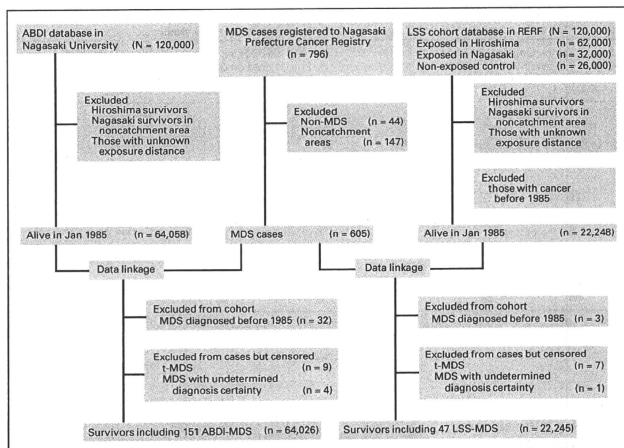 ABDI database in
Nagasaki University (N = 120,000)
MDS cases registered to Nagasaki
Prefecture Cancer Registry
(n = 796)
LSS cohort database in RERF (N = 120,000)
Exposed in Hiroshima (n = 62,000)
Exposed in Nagasaki (n = 32,000)
Non-exposed control (n = 26,000)
Excluded
Hiroshima survivors
Nagasaki survivors in
noncatchment area
Those with unknown
exposure distance
Excluded
Non-MDS (n = 44)
Noncatchment
areas (n = 147)
Excluded
Hiroshima survivors
Nagasaki survivors in
noncatchment area
Those with unknown
exposure distance
Excluded
those with cancer
before 1985
Alive in Jan 1985 (n = 64,058)
MDS cases (n = 605)
Alive in Jan 1985 (n = 22,248)
Data linkage
Data linkage
Excluded from cohort
MDS diagnosed before 1985 (n = 32)
Excluded from cohort
MDS diagnosed before 1985 (n = 3)
Excluded from cases but censored
t-MDS (n = 9)
MDS with undetermined
diagnosis certainty (n = 4)
Excluded from cases but censored
t-MDS (n = 7)
MDS with undetermined
diagnosis certainty (n = 1)
Survivors including 151 ABDI-MDS (n = 64,026)
Survivors including 47 LSS-MDS (n = 22,245)